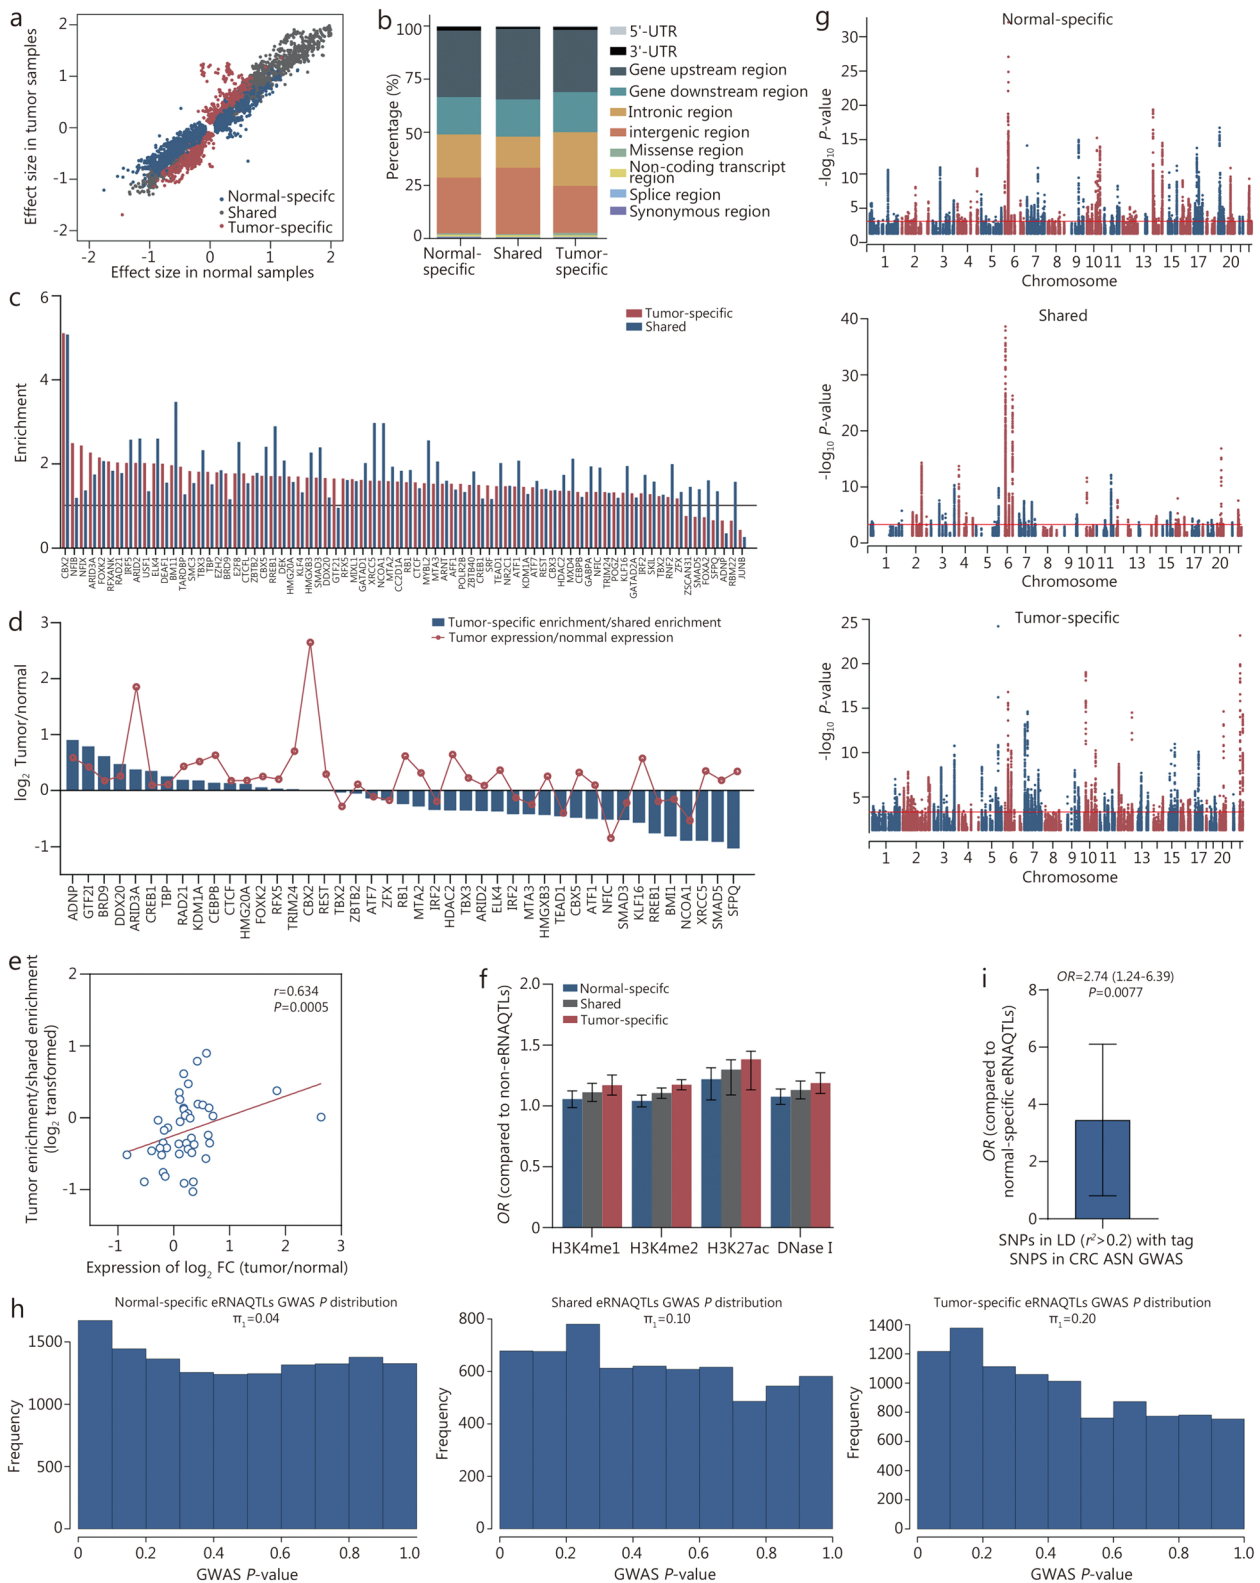 a
Effect size in tumor samples
2
1
0
-1
-2
-2
-1
0
1
2
Effect size in normal samples
Normal-specifc
Shared
Tumor-specific
b
Percentage (%)
100
75
50
25
0
Normal-
specific
Shared
Tumor-
specific
5'-UTR
3'-UTR
Gene upstream region
Gene downstream region
Intronic region
intergenic region
Missense region
Non-coding transcript
region
Splice region
Synonymous region
c
Enrichment
6
4
2
0
Tumor-specific
Shared
d
log2 Tumor/normal
3
2
1
0
-1
Tumor-specific enrichment/shared enrichment
Tumor expression/nommal expression
ADNP
GTF2I
BRD9
DDX20
ARID3A
CREB1
TBP
RAD21
KDM1A
CEBPB
CTCF
HMG20A
FOXK2
RFX5
TRIM24
CBX2
REST
TBX2
ZBTB2
ATF7
ZFX
RB1
MTA2
IRF2
HDAC2
TBX3
ARID2
ELK4
IRF2
MTA3
HMGXB3
TEAD1
CBX5
ATF1
NFIC
SMAD3
KLF16
RREB1
BMI1
NCOA1
XRCC5
SMAD5
SFPQ
e
Tumor enrichment/shared enrichment
(log2 transformed)
2
1
0
-1
r=0.634
P=0.0005
-1
0
1
2
3
Expression of log2 FC (tumor/normal)
f
OR (compared to non-eRNAQTLs)
2.0
1.5
1.0
0.5
0
Normal-specifc
Shared
Tumor-specific
H3K4me1
H3K4me2
H3K27ac
DNase I
g
Normal-specific
-log10 P-value
30
25
20
15
10
5
0
1 2 3 4 5 6 7 8 9 10 11 13 15 17 20
Chromosome
Shared
-log10 P-value
40
30
20
10
0
1 2 3 4 5 6 7 8 9 10 11 13 15 17 20
Chromosome
Tumor-specific
-log10 P-value
25
20
15
10
5
1 2 3 4 5 6 7 8 9 10 11 13 15 17 20
Chromosome
i
OR=2.74 (1.24-6.39)
P=0.0077
OR (compared to
normal-specific eRNAQTLs)
8
6
4
2
0
SNPs in LD (r2>0.2) with tag
SNPS in CRC ASN GWAS
h
Normal-specific eRNAQTLs GWAS P distribution
π1=0.04
Frequency
1500
1000
500
0
0 0.2 0.4 0.6 0.8 1.0
GWAS P-value
Shared eRNAQTLs GWAS P distribution
π1=0.10
Frequency
800
600
400
200
0
0 0.2 0.4 0.6 0.8 1.0
GWAS P-value
Tumor-specific eRNAQTLs GWAS P distribution
π1=0.20
Frequency
1400
1200
1000
800
600
400
200
0
0 0.2 0.4 0.6 0.8 1.0
GWAS P-value